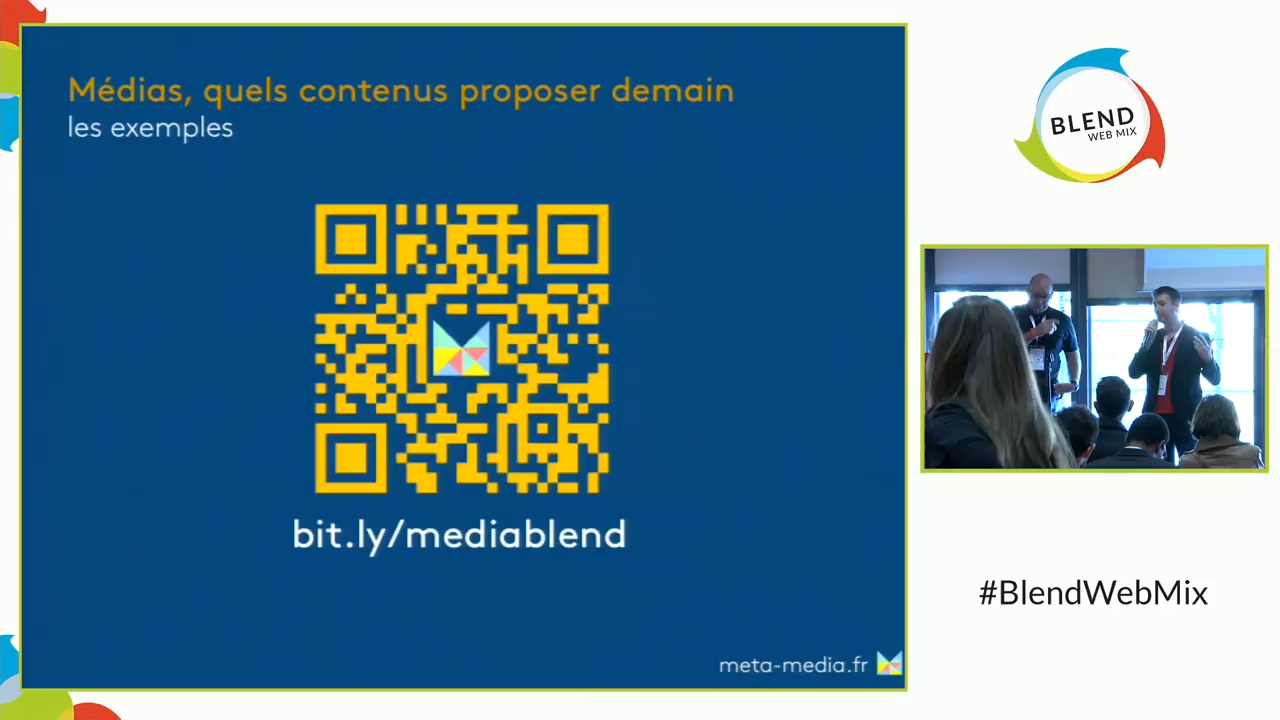 Médias, quels contenus proposer demain
les exemples
bit.ly/mediablend
meta-media.fr
BLEND
WEB MIX
#BlendWebMix